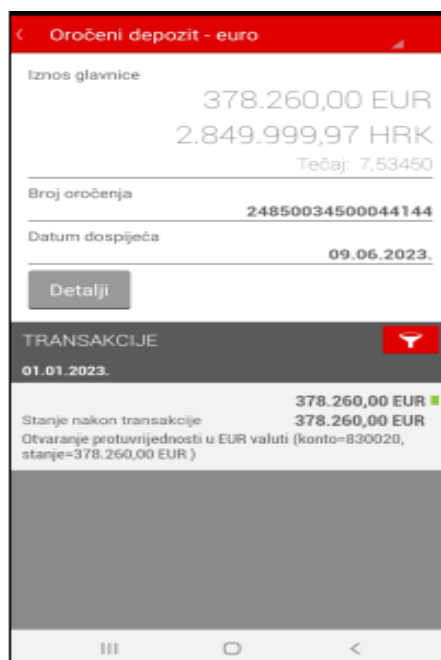 Oročeni depozit - euro
Iznos glavnice
378.260,00 EUR
2.849.999,97 HRK
Tečaj: 7,53450
Broj oročenja
24850034500044144
Datum dospijeća
09.06.2023.
Detalji
TRANSAKCIJE
01.01.2023.
378.260,00 EUR
Stanje nakon transakcije 378.260,00 EUR
Otvaranje protuvrijednosti u EUR valuti (konto=830020,
stanje=378.260,00 EUR )